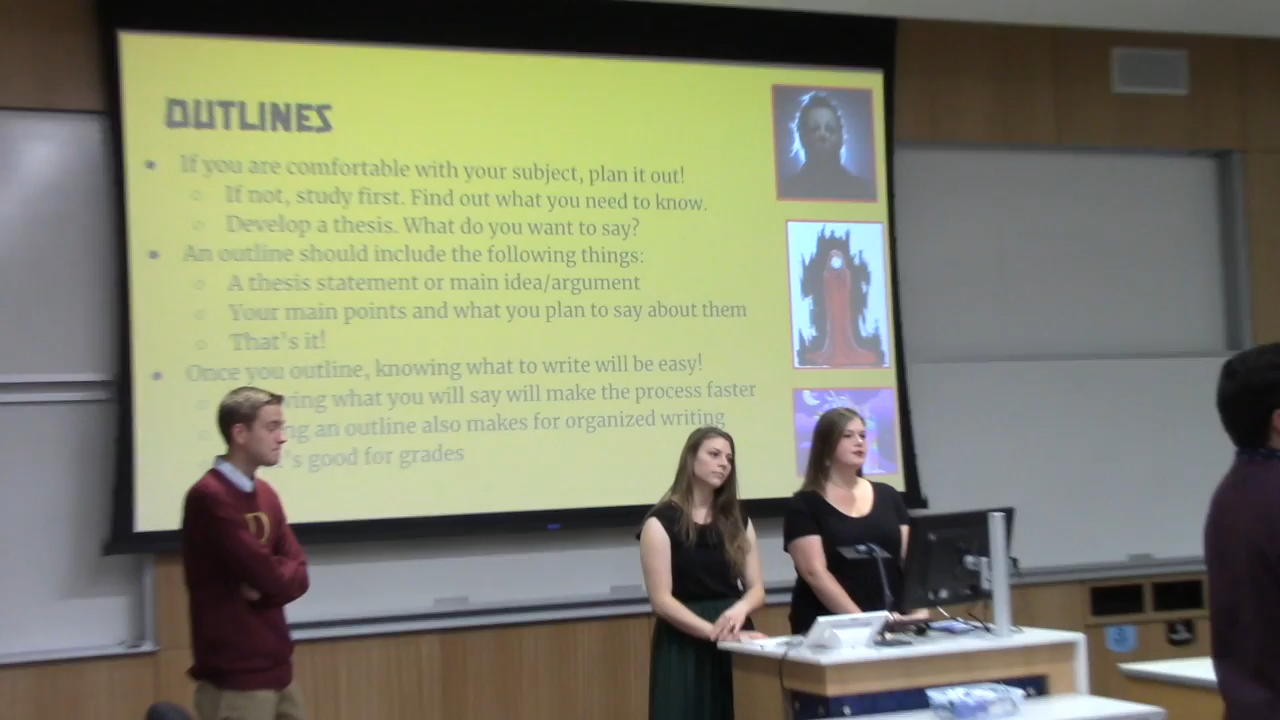 OUTLINES
If you are comfortable with your subject, plan it out!
If not, study first. Find out what you need to know.
Develop a thesis. What do you want to say?
An outline should include the following things:
A thesis statement or main idea/argument
Your main points and what you plan to say about them
That's it!
Once you outline, knowing what to write will be easy!
what you will say will make the process faster
an outline also makes for organized writing
good for grades
D